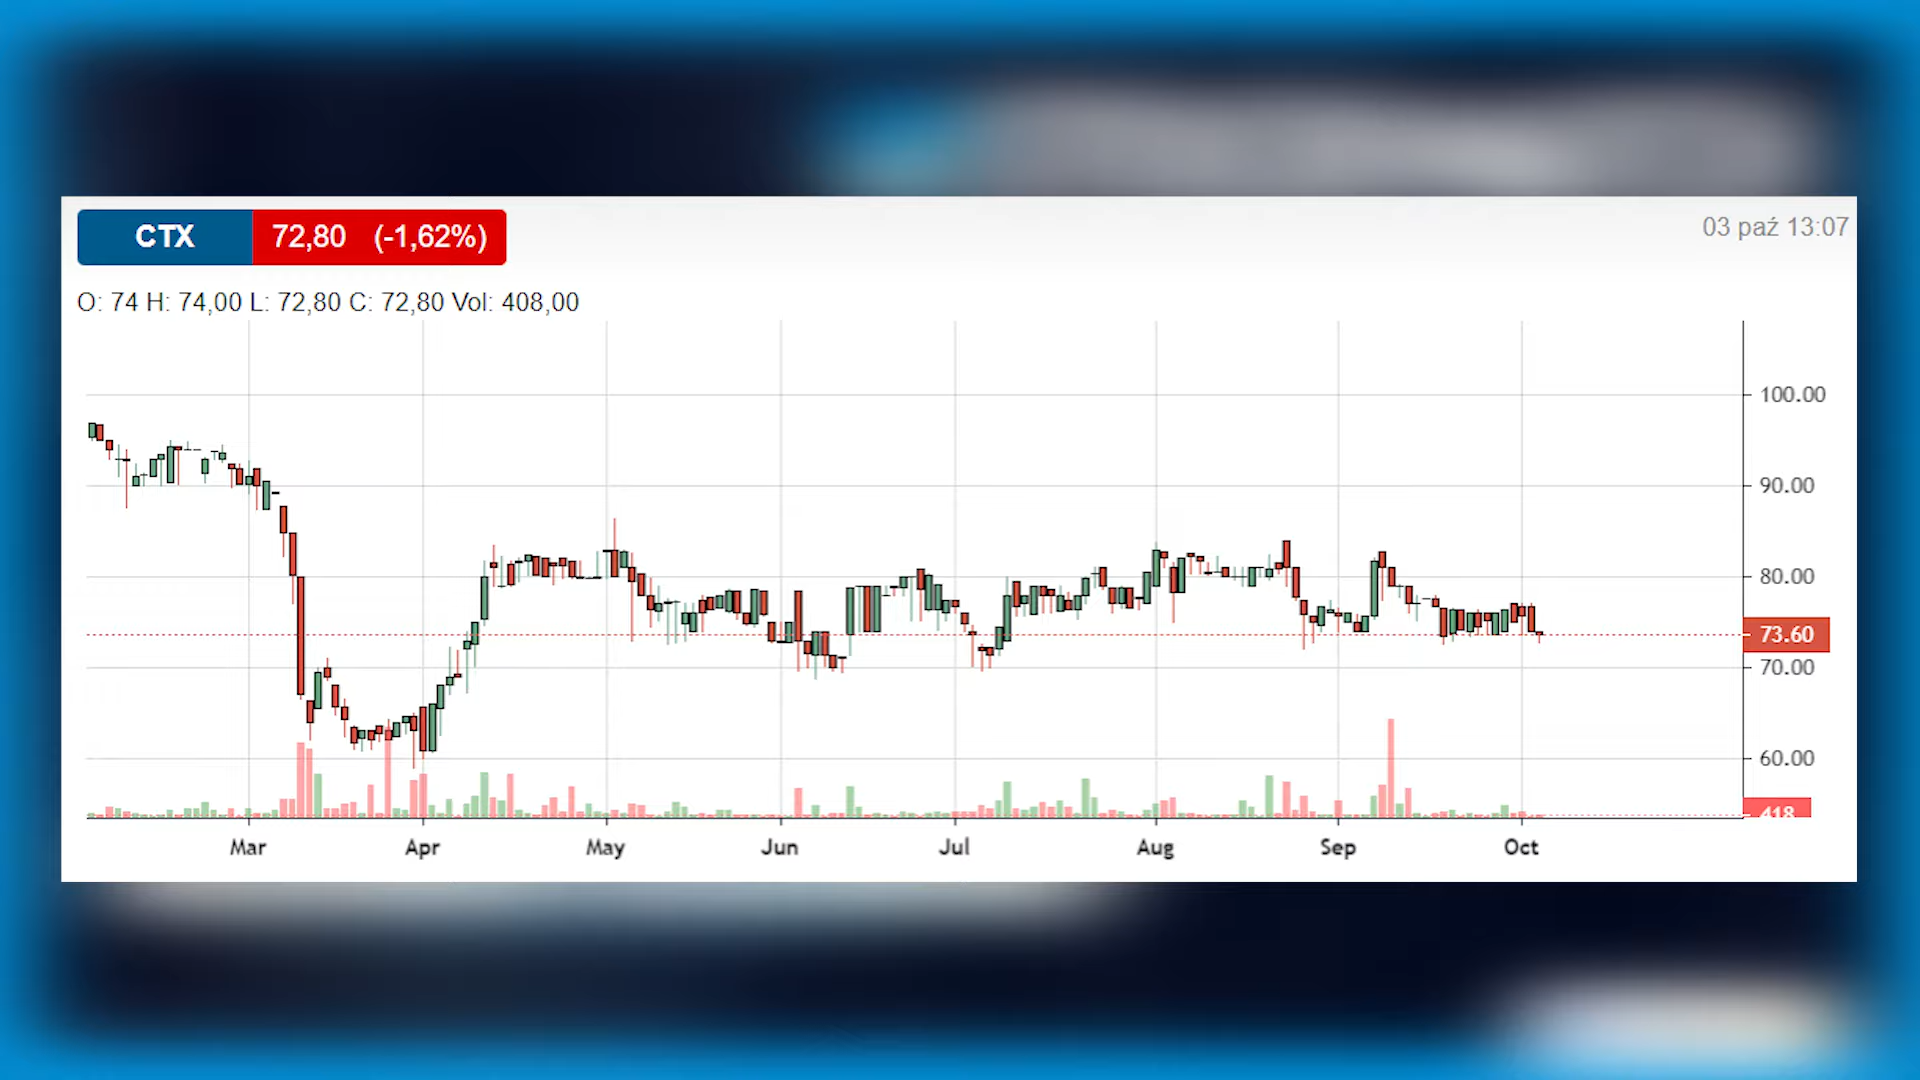 CTX 72,80 (-1,62%)
03 paź 13:07
O: 74 H: 74,00 L: 72,80 C: 72,80 Vol: 408,00
100.00
90.00
80.00
73.60
70.00
60.00
418
Mar Apr May Jun Jul Aug Sep Oct